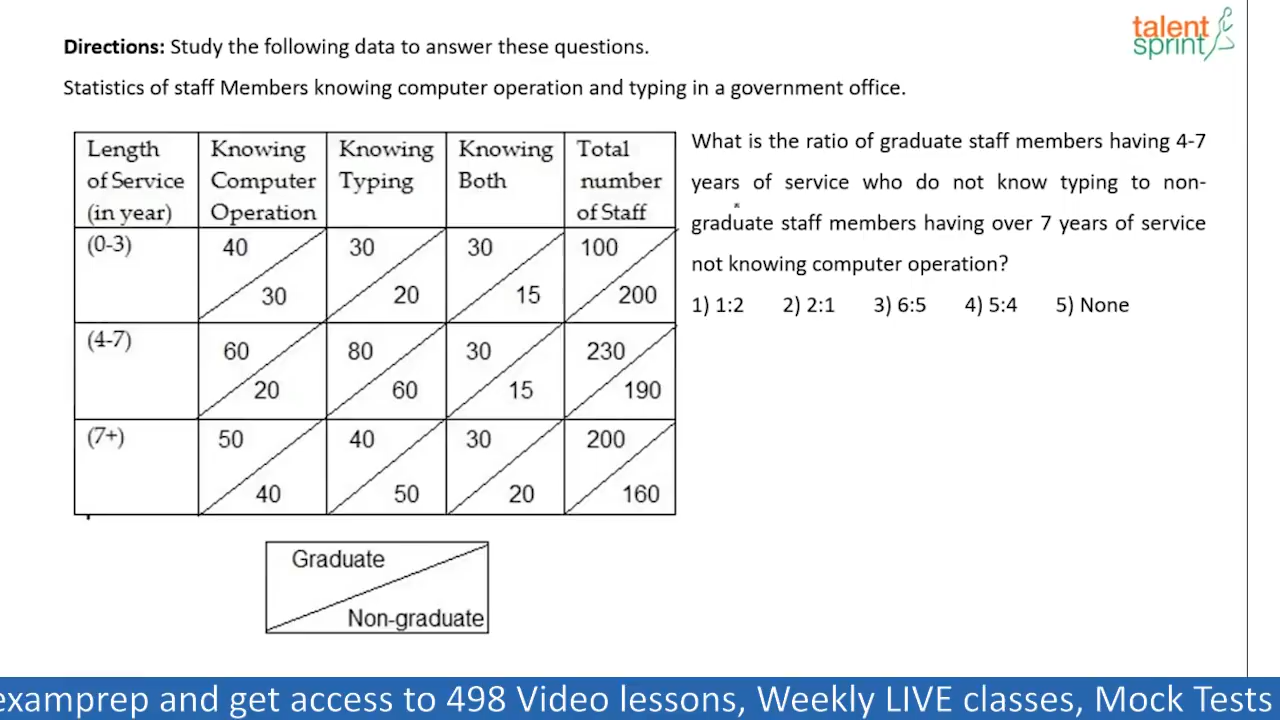 talent
sprint
Directions: Study the following data to answer these questions.
Statistics of staff Members knowing computer operation and typing in a government office.
Length of Service (in year) Knowing Computer Operation Knowing Typing Knowing Both Total number of Staff
(0-3) 40 30 30 100
30 20 15 200
(4-7) 60 80 30 230
20 60 15 190
(7+) 50 40 30 200
40 50 20 160
Graduate
Non-graduate
What is the ratio of graduate staff members having 4-7
years of service who do not know typing to non-
graduate staff members having over 7 years of service
not knowing computer operation?
1) 1:2 2) 2:1 3) 6:5 4) 5:4 5) None
examprep and get access to 498 Video lessons, Weekly LIVE classes, Mock Tests